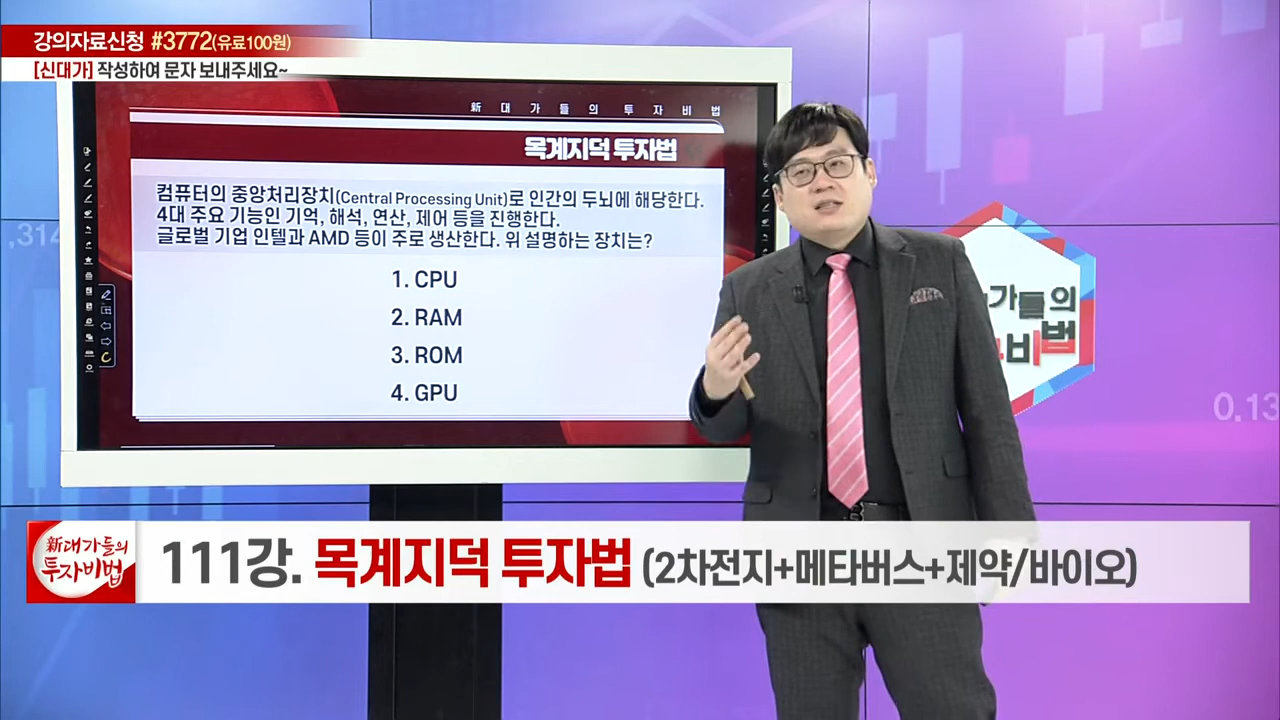 강의자료신청 #3772(유료100원)
[신대가] 작성하여 문자 보내주세요~
新대가들의 투자비법
목계지덕 투자법
컴퓨터의 중앙처리장치(Central Processing Unit)로 인간의 두뇌에 해당한다.
4대 주요 기능인 기억, 해석, 연산, 제어 등을 진행한다.
글로벌 기업 인텔과 AMD 등이 주로 생산한다. 위 설명하는 장치는?
1. CPU
2. RAM
3. ROM
4. GPU
,314
가들의
비법
0.13
新대가들의
투자비법
111강. 목계지덕 투자법 (2차전지+메타버스+제약/바이오)